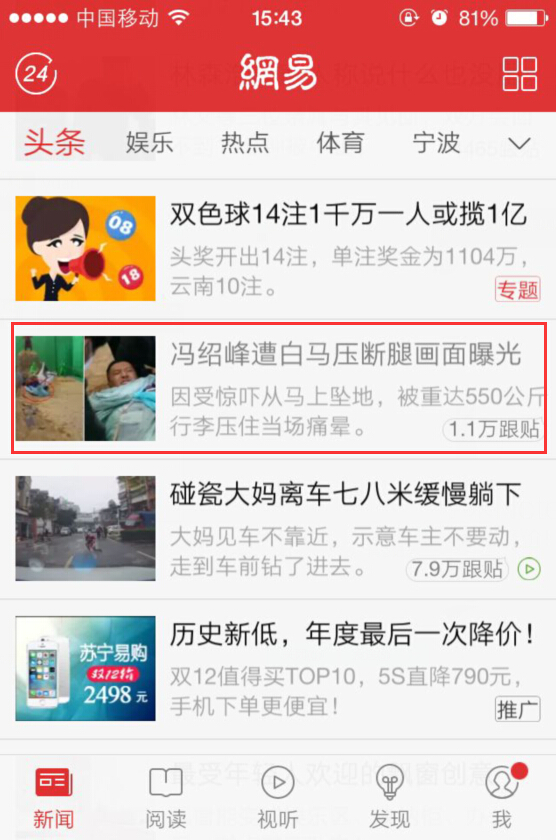 中国移动 15:43 81%
24 網易
头条 娱乐 热点 体育 宁波
双色球14注1千万一人或揽1亿
头奖开出14注，单注奖金为1104万，
云南10注。 专题
08
18
冯绍峰遭白马压断腿画面曝光
因受惊吓从马上坠地，被重达550公斤
行李压住当场痛晕。 1.1万跟贴
碰瓷大妈离车七八米缓慢躺下
大妈见车不靠近，示意车主不要动，
走到车前钻了进去。 7.9万跟贴
历史新低，年度最后一次降价！
双12值得买TOP10，5S直降790元，
手机下单更便宜！ 推广
苏宁易购
双12价
2498元
新闻 阅读 视听 发现 我